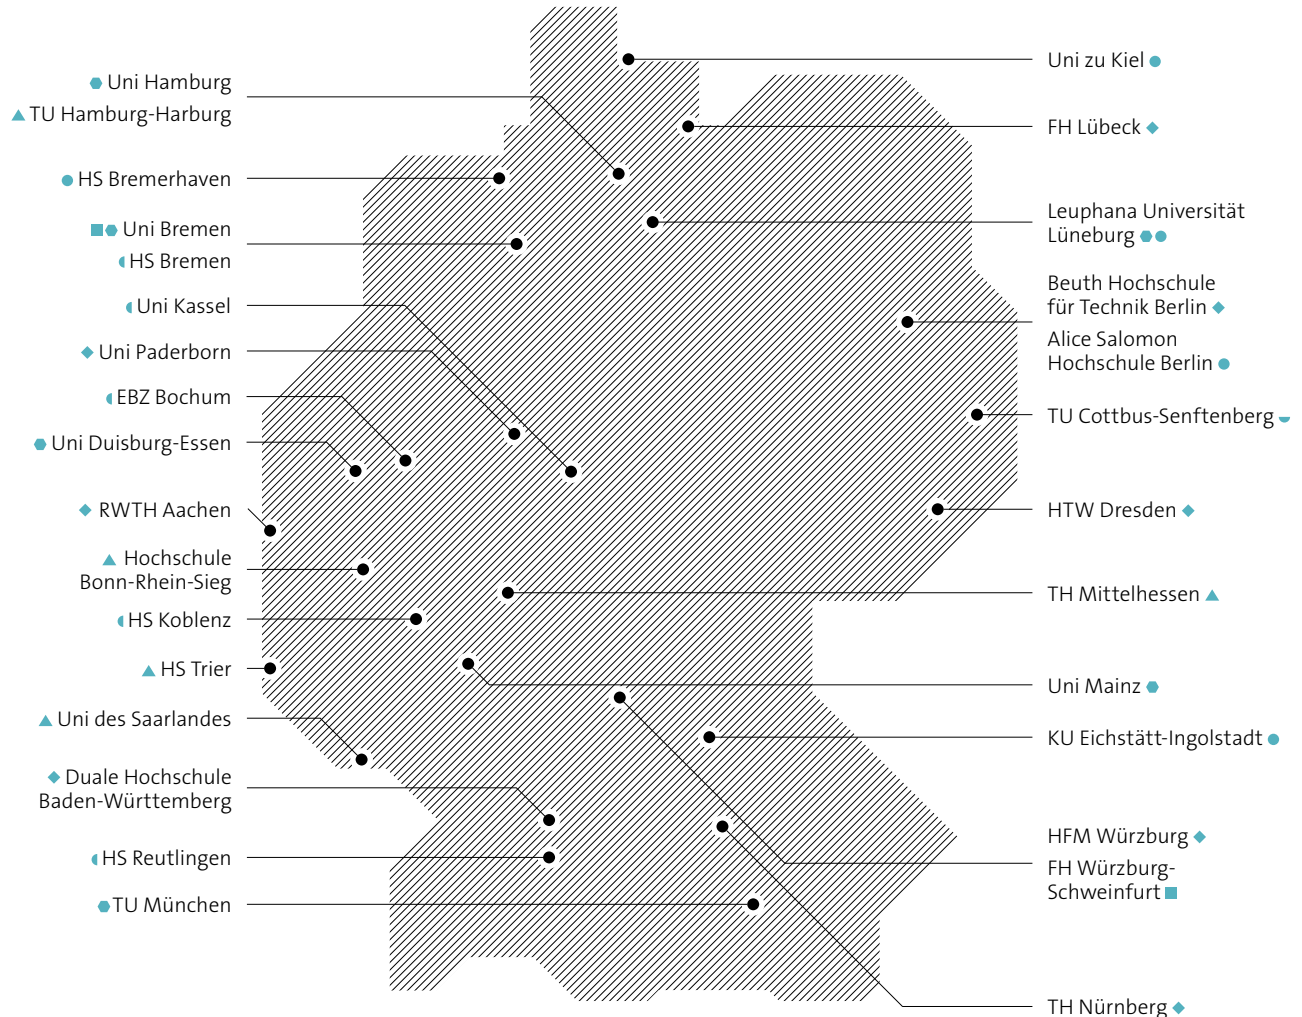 Uni Hamburg
TU Hamburg-Harburg
HS Bremerhaven
Uni Bremen
HS Bremen
Uni Kassel
Uni Paderborn
EBZ Bochum
Uni Duisburg-Essen
RWTH Aachen
Hochschule
Bonn-Rhein-Sieg
HS Koblenz
HS Trier
Uni des Saarlandes
Duale Hochschule
Baden-Württemberg
HS Reutlingen
TU München
Uni zu Kiel
FH Lübeck
Leuphana Universität
Lüneburg
Beuth Hochschule
für Technik Berlin
Alice Salomon
Hochschule Berlin
TU Cottbus-Senftenberg
HTW Dresden
TH Mittelhessen
Uni Mainz
KU Eichstätt-Ingolstadt
HFM Würzburg
FH Würzburg-
Schweinfurt
TH Nürnberg